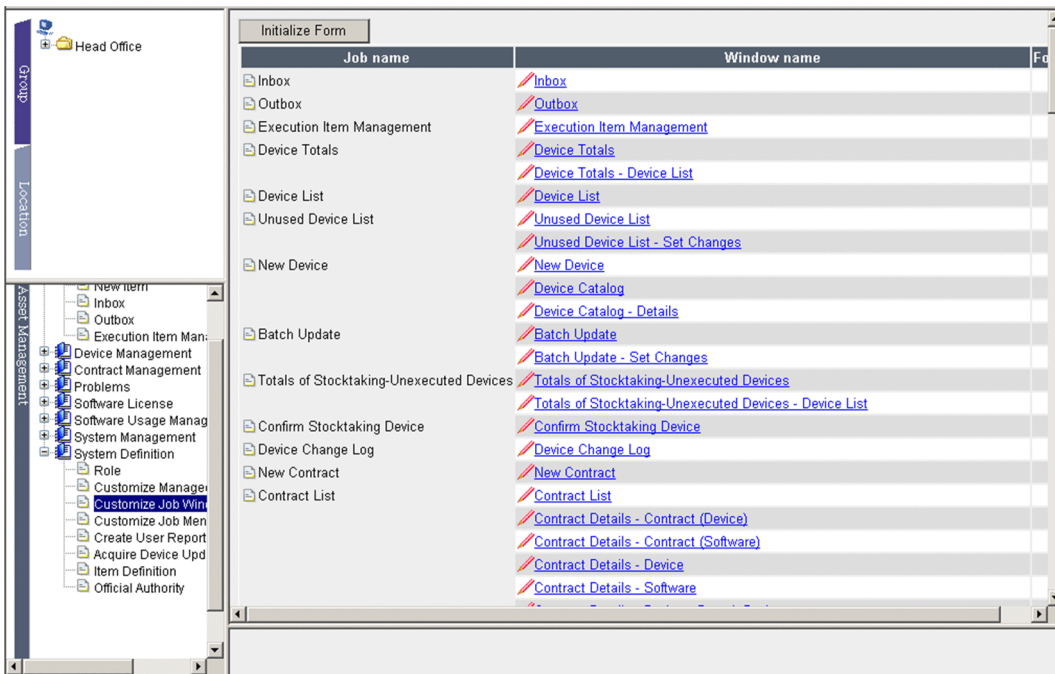 Group
Location
Head Office
Asset Management
New Item
Inbox
Outbox
Execution Item Mana
Device Management
Contract Management
Problems
Software License
Software Usage Manag
System Management
System Definition
Role
Customize Manage
Customize Job Win
Customize Job Men
Create User Report
Acquire Device Upd
Item Definition
Official Authority
Initialize Form
Job name Window name Fo
Inbox Inbox
Outbox Outbox
Execution Item Management Execution Item Management
Device Totals Device Totals
Device Totals - Device List
Device List Device List
Unused Device List Unused Device List
Unused Device List - Set Changes
New Device New Device
Device Catalog
Device Catalog - Details
Batch Update Batch Update
Batch Update - Set Changes
Totals of Stocktaking-Unexecuted Devices Totals of Stocktaking-Unexecuted Devices
Totals of Stocktaking-Unexecuted Devices - Device List
Confirm Stocktaking Device Confirm Stocktaking Device
Device Change Log Device Change Log
New Contract New Contract
Contract List Contract List
Contract Details - Contract (Device)
Contract Details - Contract (Software)
Contract Details - Device
Contract Details - Software